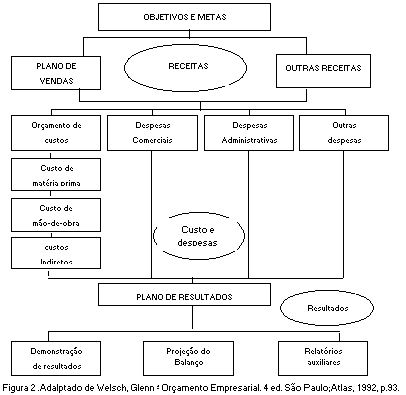 OBJETIVOS E METAS
PLANO DE
VENDAS
RECEITAS
OUTRAS RECEITAS
Orçamento de
custos
Despesas
Comerciais
Despesas
Administrativas
Outras
despesas
Custo de
matéria prima
Custo de
mão-de-obra
custos
Indiretos
Custo e
despesas
PLANO DE RESULTADOS
Resultados
Demonstração
de resultados
Projeção do
Balanço
Relatórios
auxiliares
Figura 2 .Adalptado de Welsch, Glenn ª Orçamento Empresarial. 4 ed. São Paulo;Atlas, 1992, p.93.